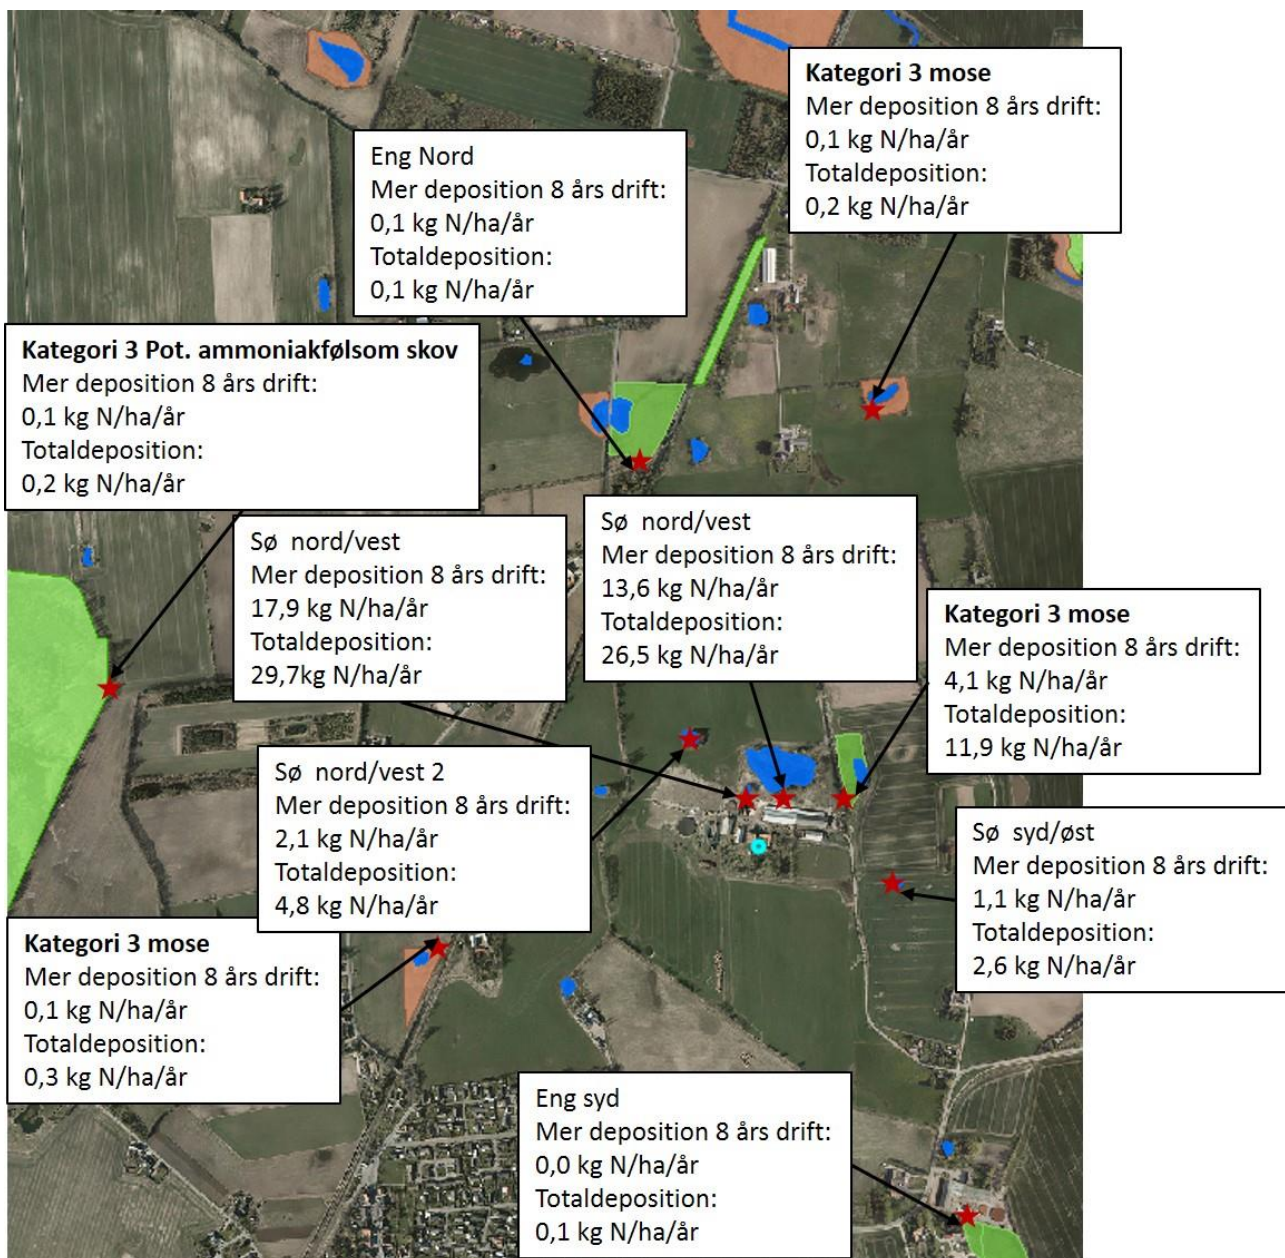 Kategori 3 mose
Mer deposition 8 års drift:
0,1 kg N/ha/år
Totaldeposition:
0,2 kg N/ha/år
Eng Nord
Mer deposition 8 års drift:
0,1 kg N/ha/år
Totaldeposition:
0,1 kg N/ha/år
Kategori 3 Pot. ammoniakfølsom skov
Mer deposition 8 års drift:
0,1 kg N/ha/år
Totaldeposition:
0,2 kg N/ha/år
Sø nord/vest
Mer deposition 8 års drift:
17,9 kg N/ha/år
Totaldeposition:
29,7kg N/ha/år
Sø nord/vest
Mer deposition 8 års drift:
13,6 kg N/ha/år
Totaldeposition:
26,5 kg N/ha/år
Kategori 3 mose
Mer deposition 8 års drift:
4,1 kg N/ha/år
Totaldeposition:
11,9 kg N/ha/år
Sø nord/vest 2
Mer deposition 8 års drift:
2,1 kg N/ha/år
Totaldeposition:
4,8 kg N/ha/år
Sø syd/øst
Mer deposition 8 års drift:
1,1 kg N/ha/år
Totaldeposition:
2,6 kg N/ha/år
Kategori 3 mose
Mer deposition 8 års drift:
0,1 kg N/ha/år
Totaldeposition:
0,3 kg N/ha/år
Eng syd
Mer deposition 8 års drift:
0,0 kg N/ha/år
Totaldeposition:
0,1 kg N/ha/år